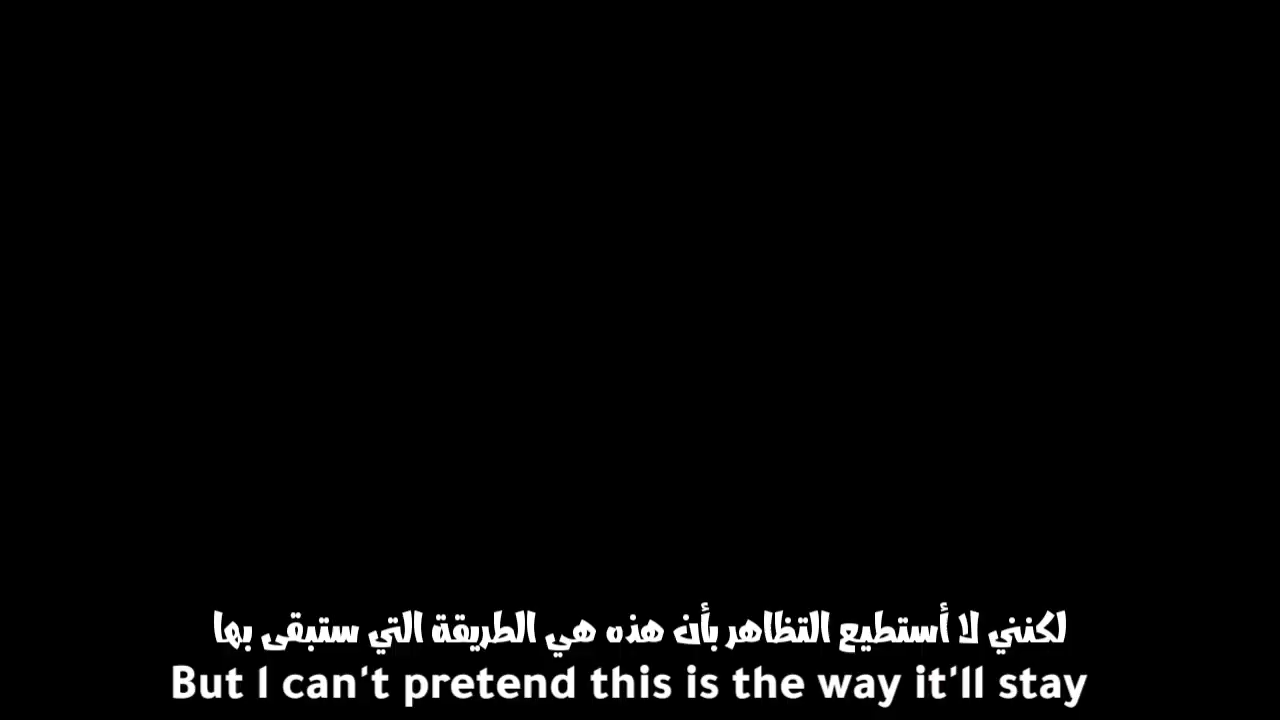 لكنني لا أستطيع التظاهر بأن هذه هي الطريقة التي ستبقى بها
But I can't pretend this is the way it'll stay